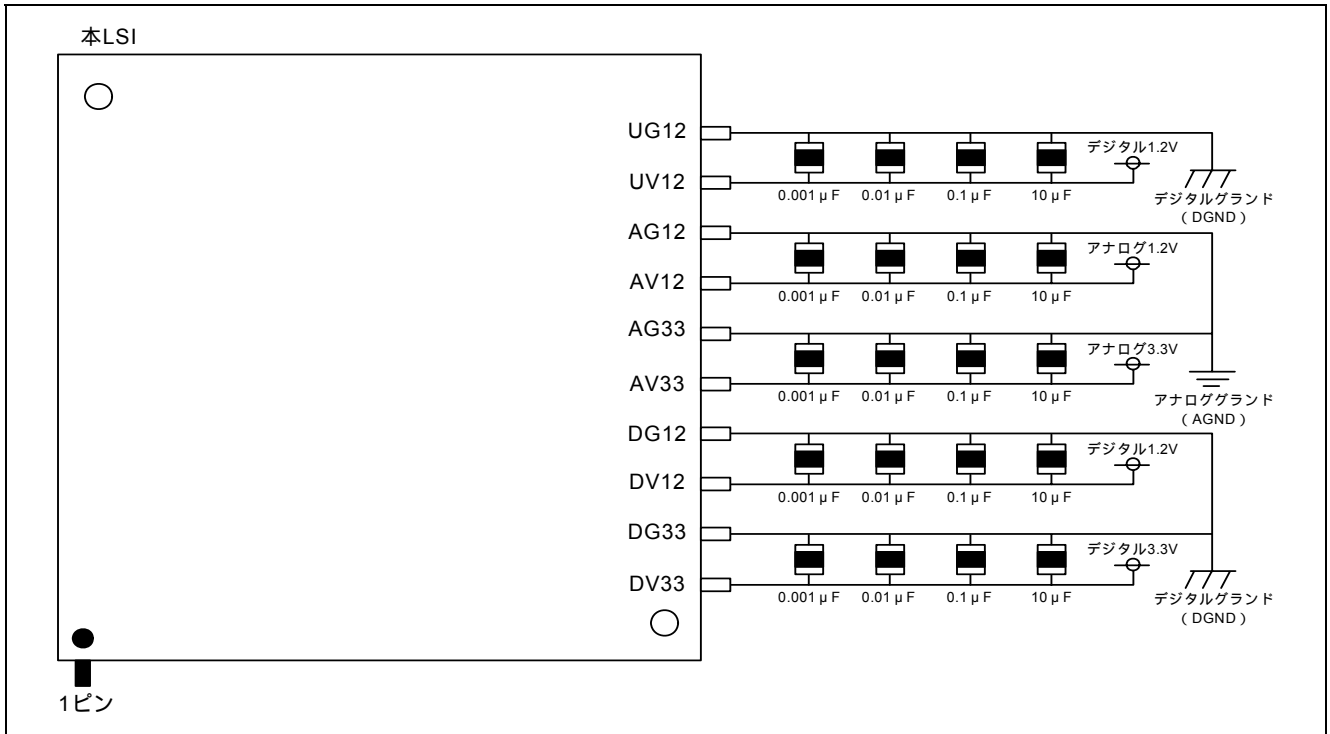 本LSI
UG12
デジタル1.2V
UV12
0.001μF 0.01μF 0.1μF 10μF
デジタルグランド
(DGND)
AG12
アナログ1.2V
AV12
0.001μF 0.01μF 0.1μF 10μF
AG33
アナログ3.3V
AV33
0.001μF 0.01μF 0.1μF 10μF
アナロググランド
(AGND)
DG12
デジタル1.2V
DV12
0.001μF 0.01μF 0.1μF 10μF
DG33
デジタル3.3V
DV33
0.001μF 0.01μF 0.1μF 10μF
デジタルグランド
(DGND)
1ピン